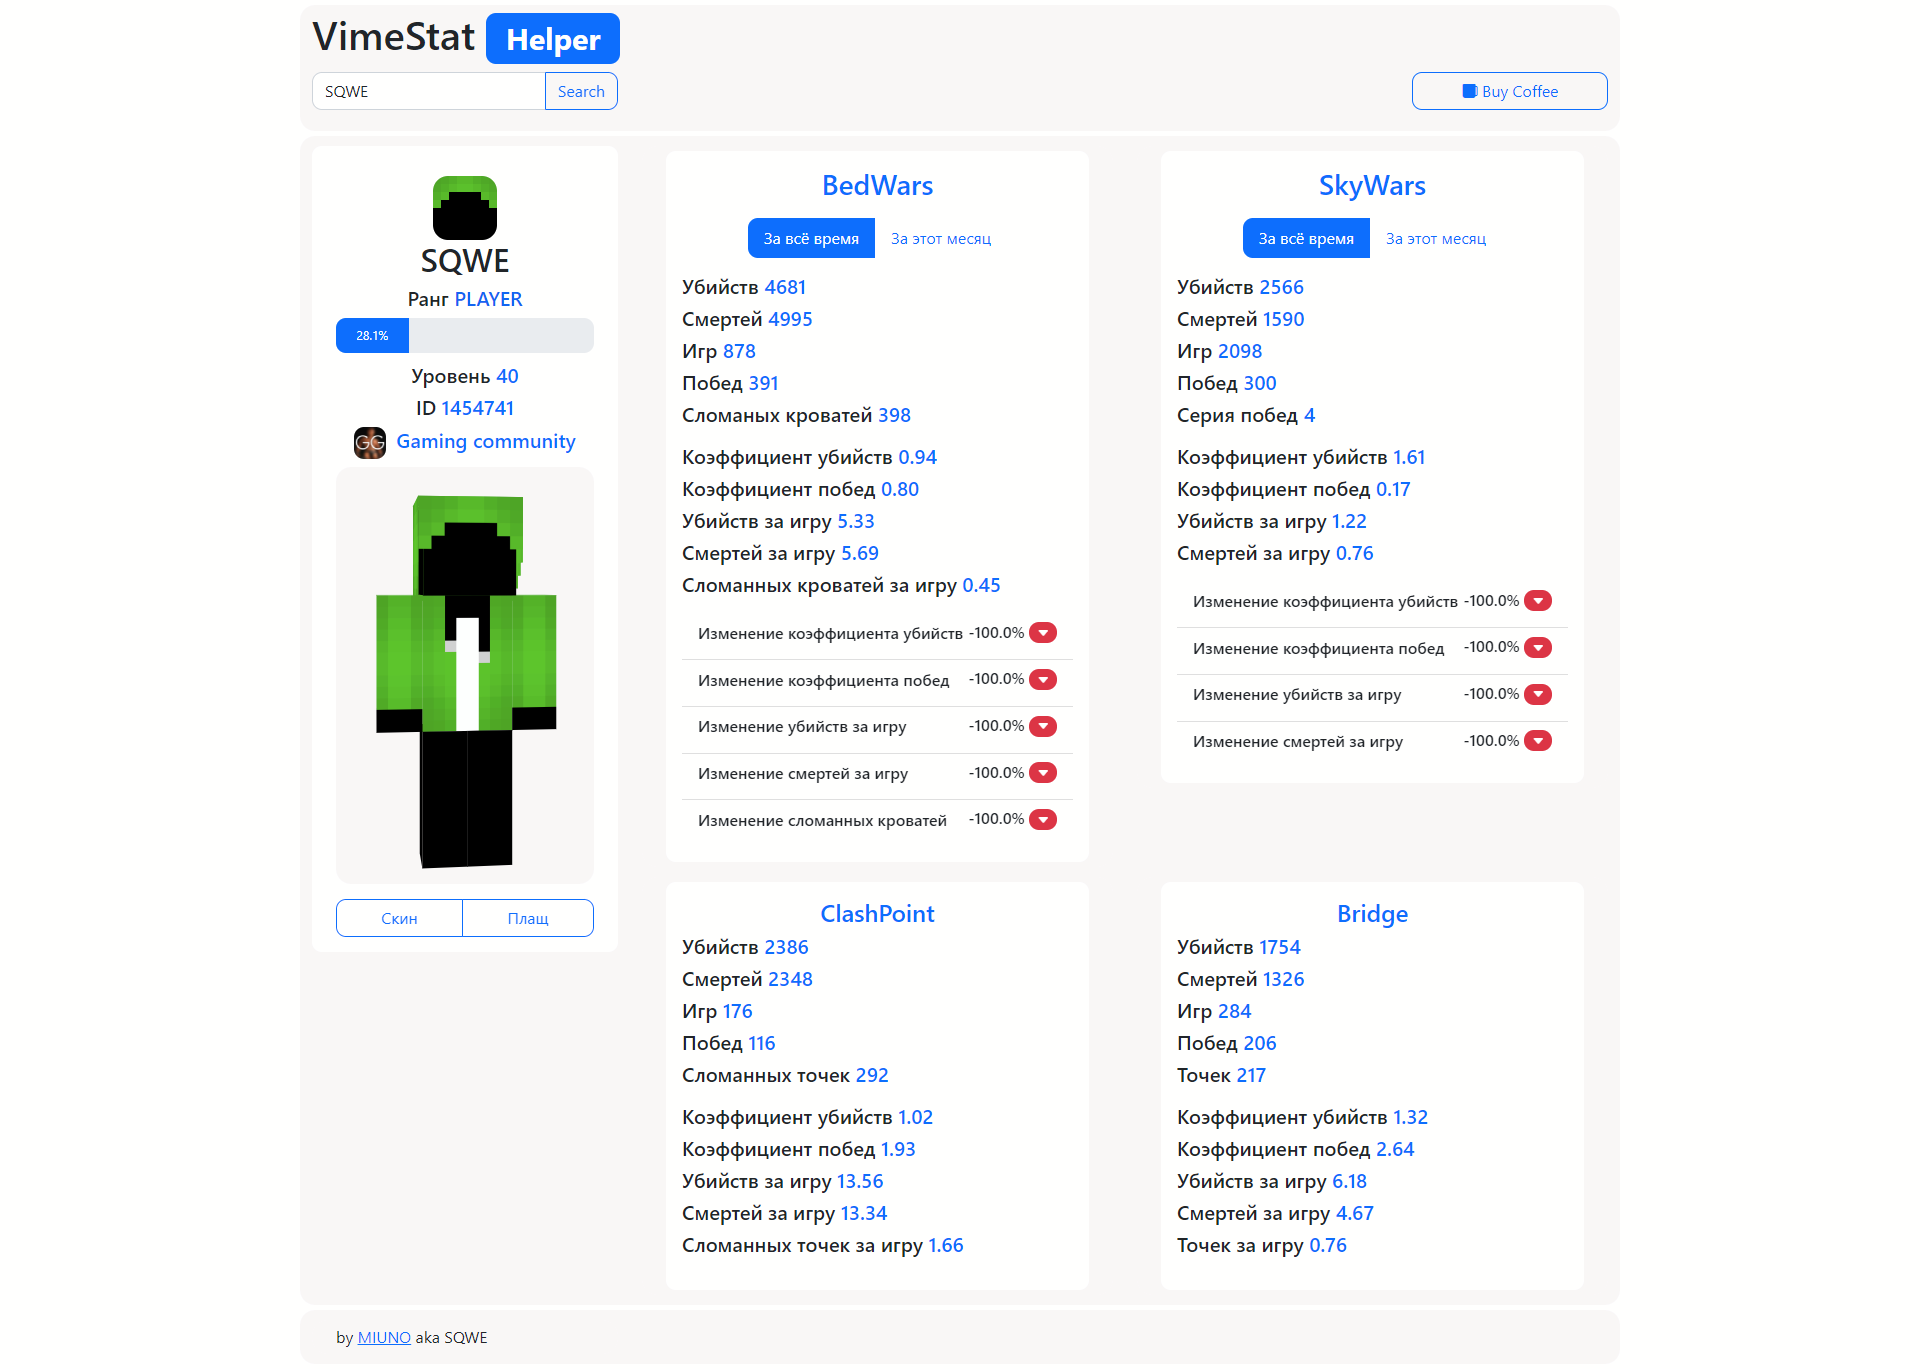 VimeStat Helper
SQWE
Search
Buy Coffee
SQWE
Ранг PLAYER
28.1%
Уровень 40
ID 1454741
GG Gaming community
Скин
Плащ
BedWars
За всё время
За этот месяц
Убийств 4681
Смертей 4995
Игр 878
Побед 391
Сломаных кроватей 398
Коэффициент убийств 0.94
Коэффициент побед 0.80
Убийств за игру 5.33
Смертей за игру 5.69
Сломанных кроватей за игру 0.45
Изменение коэффициента убийств -100.0%
Изменение коэффициента побед -100.0%
Изменение убийств за игру -100.0%
Изменение смертей за игру -100.0%
Изменение сломанных кроватей -100.0%
SkyWars
За всё время
За этот месяц
Убийств 2566
Смертей 1590
Игр 2098
Побед 300
Серия побед 4
Коэффициент убийств 1.61
Коэффициент побед 0.17
Убийств за игру 1.22
Смертей за игру 0.76
Изменение коэффициента убийств -100.0%
Изменение коэффициента побед -100.0%
Изменение убийств за игру -100.0%
Изменение смертей за игру -100.0%
ClashPoint
Убийств 2386
Смертей 2348
Игр 176
Побед 116
Сломанных точек 292
Коэффициент убийств 1.02
Коэффициент побед 1.93
Убийств за игру 13.56
Смертей за игру 13.34
Сломанных точек за игру 1.66
Bridge
Убийств 1754
Смертей 1326
Игр 284
Побед 206
Точек 217
Коэффициент убийств 1.32
Коэффициент побед 2.64
Убийств за игру 6.18
Смертей за игру 4.67
Точек за игру 0.76
by MIUNO aka SQWE